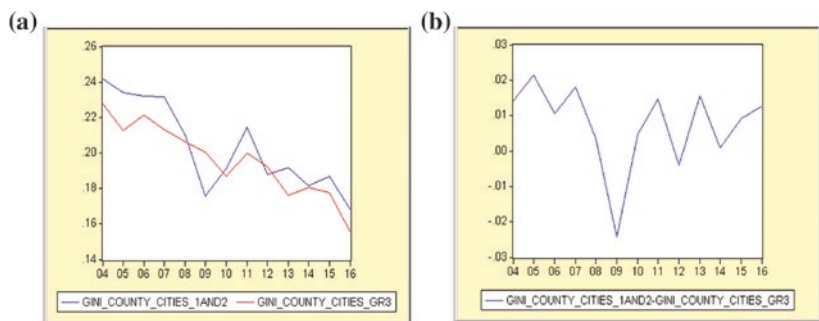 (a)
.26
.24
.22
.20
.18
.16
.14
04 05 06 07 08 09 10 11 12 13 14 15 16
GINI_COUNTY_CITIES_1AND2 GINI_COUNTY_CITIES_GR3
(b)
.03
.02
.01
.00
-.01
-.02
-.03
04 05 06 07 08 09 10 11 12 13 14 15 16
GINI_COUNTY_CITIES_1AND2-GINI_COUNTY_CITIES_GR3